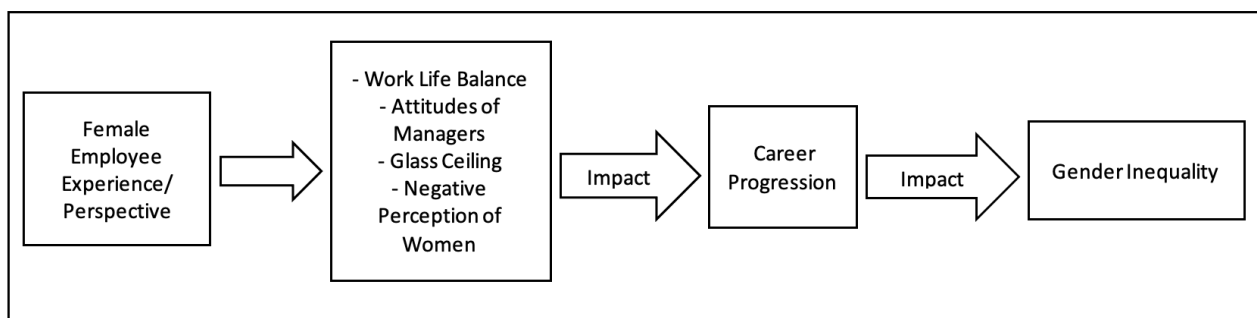 Female
Employee
Experience/
Perspective
- Work Life Balance
- Attitudes of
Managers
- Glass Ceiling
- Negative
Perception of
Women
Impact
Career
Progression
Impact
Gender Inequality